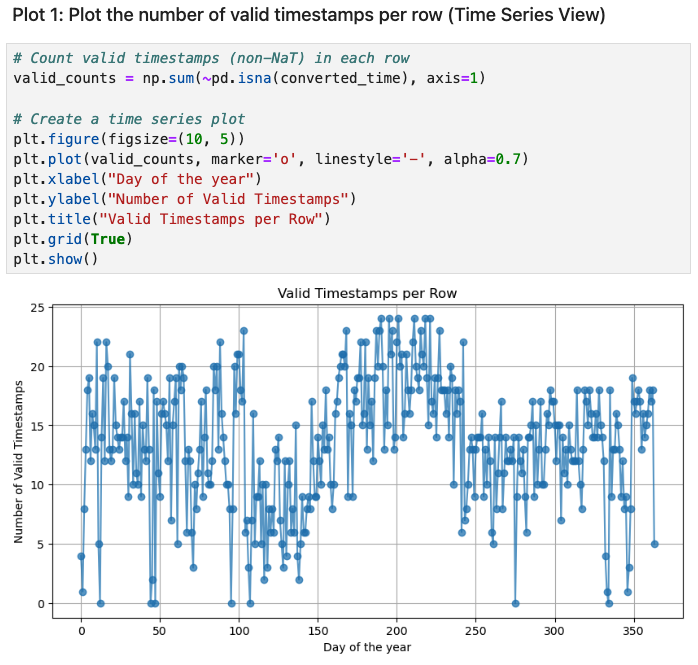 Plot 1: Plot the number of valid timestamps per row (Time Series View)
# Count valid timestamps (non-NaT) in each row
valid_counts = np.sum(~pd.isna(converted_time), axis=1)
# Create a time series plot
plt.figure(figsize=(10, 5))
plt.plot(valid_counts, marker='o', linestyle='-', alpha=0.7)
plt.xlabel("Day of the year")
plt.ylabel("Number of Valid Timestamps")
plt.title("Valid Timestamps per Row")
plt.grid(True)
plt.show()
Valid Timestamps per Row
Number of Valid Timestamps
25
20
15
10
5
0
0 50 100 150 200 250 300 350
Day of the year